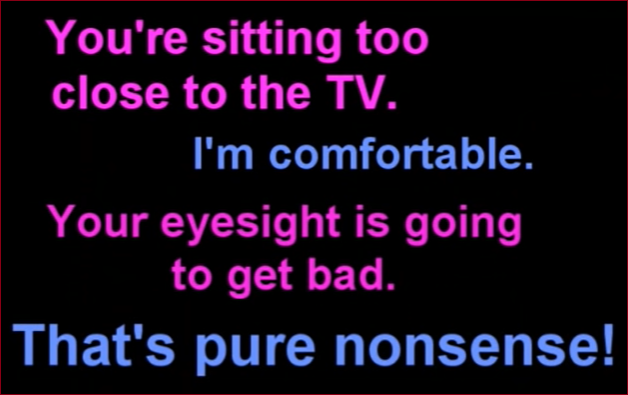 You're sitting too
close to the TV.
I'm comfortable.
Your eyesight is going
to get bad.
That's pure nonsense!